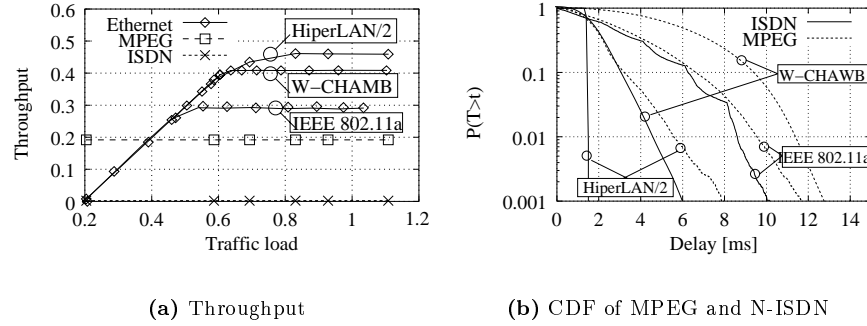 0.6
0.5
0.4
0.3
0.2
0.1
0
Throughput
Ethernet
MPEG
ISDN
HiperLAN/2
W−CHAMB
IEEE 802.11a
0.2 0.4 0.6 0.8 1 1.2
Traffic load
(a) Throughput
1
0.1
0.01
0.001
P(T>t)
ISDN
MPEG
W−CHAWB
IEEE 802.11a
HiperLAN/2
0 2 4 6 8 10 12 14
Delay [ms]
(b) CDF of MPEG and N-ISDN